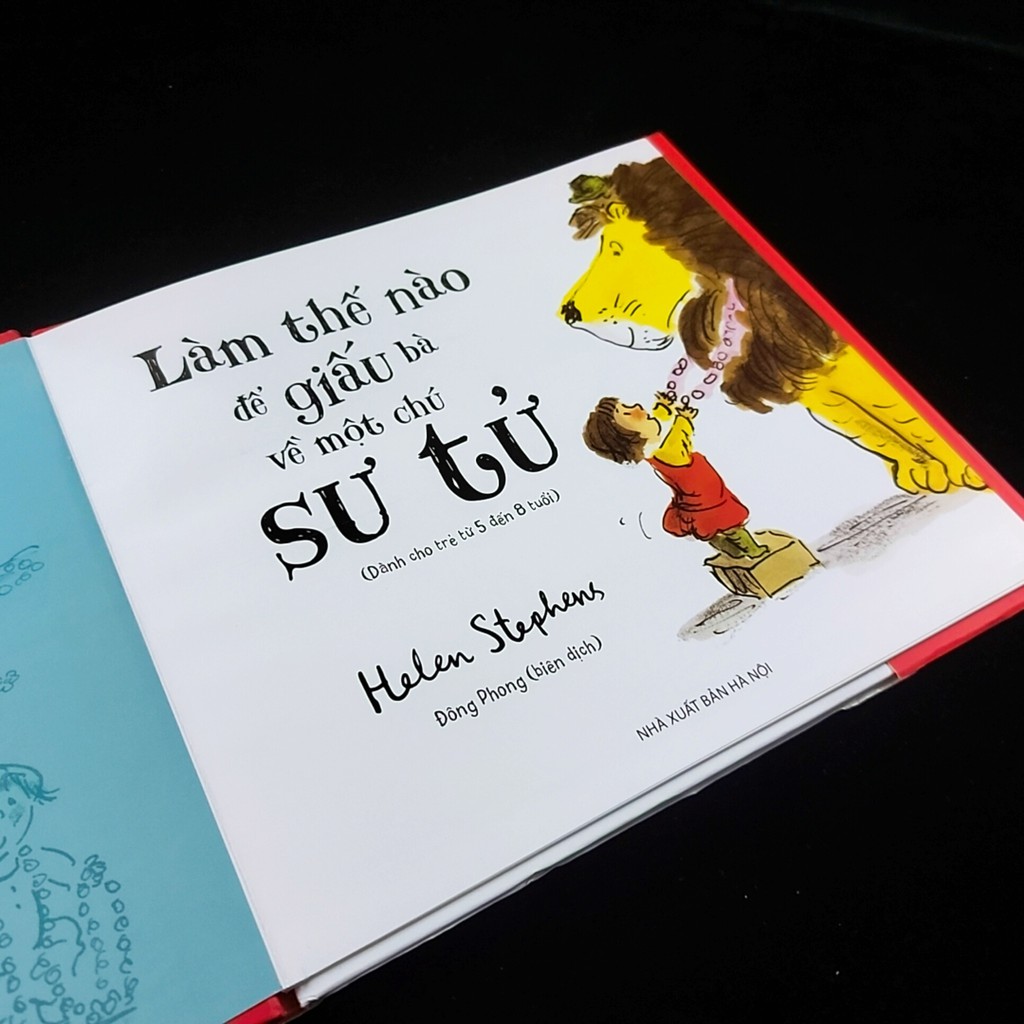 Làm thế nào
để giấu bà
về một chú
sư tử
(Dành cho trẻ từ 5 đến 8 tuổi)
Helen Stephens
Đông Phong (biên dịch)
NHÀ XUẤT BẢN HÀ NỘI